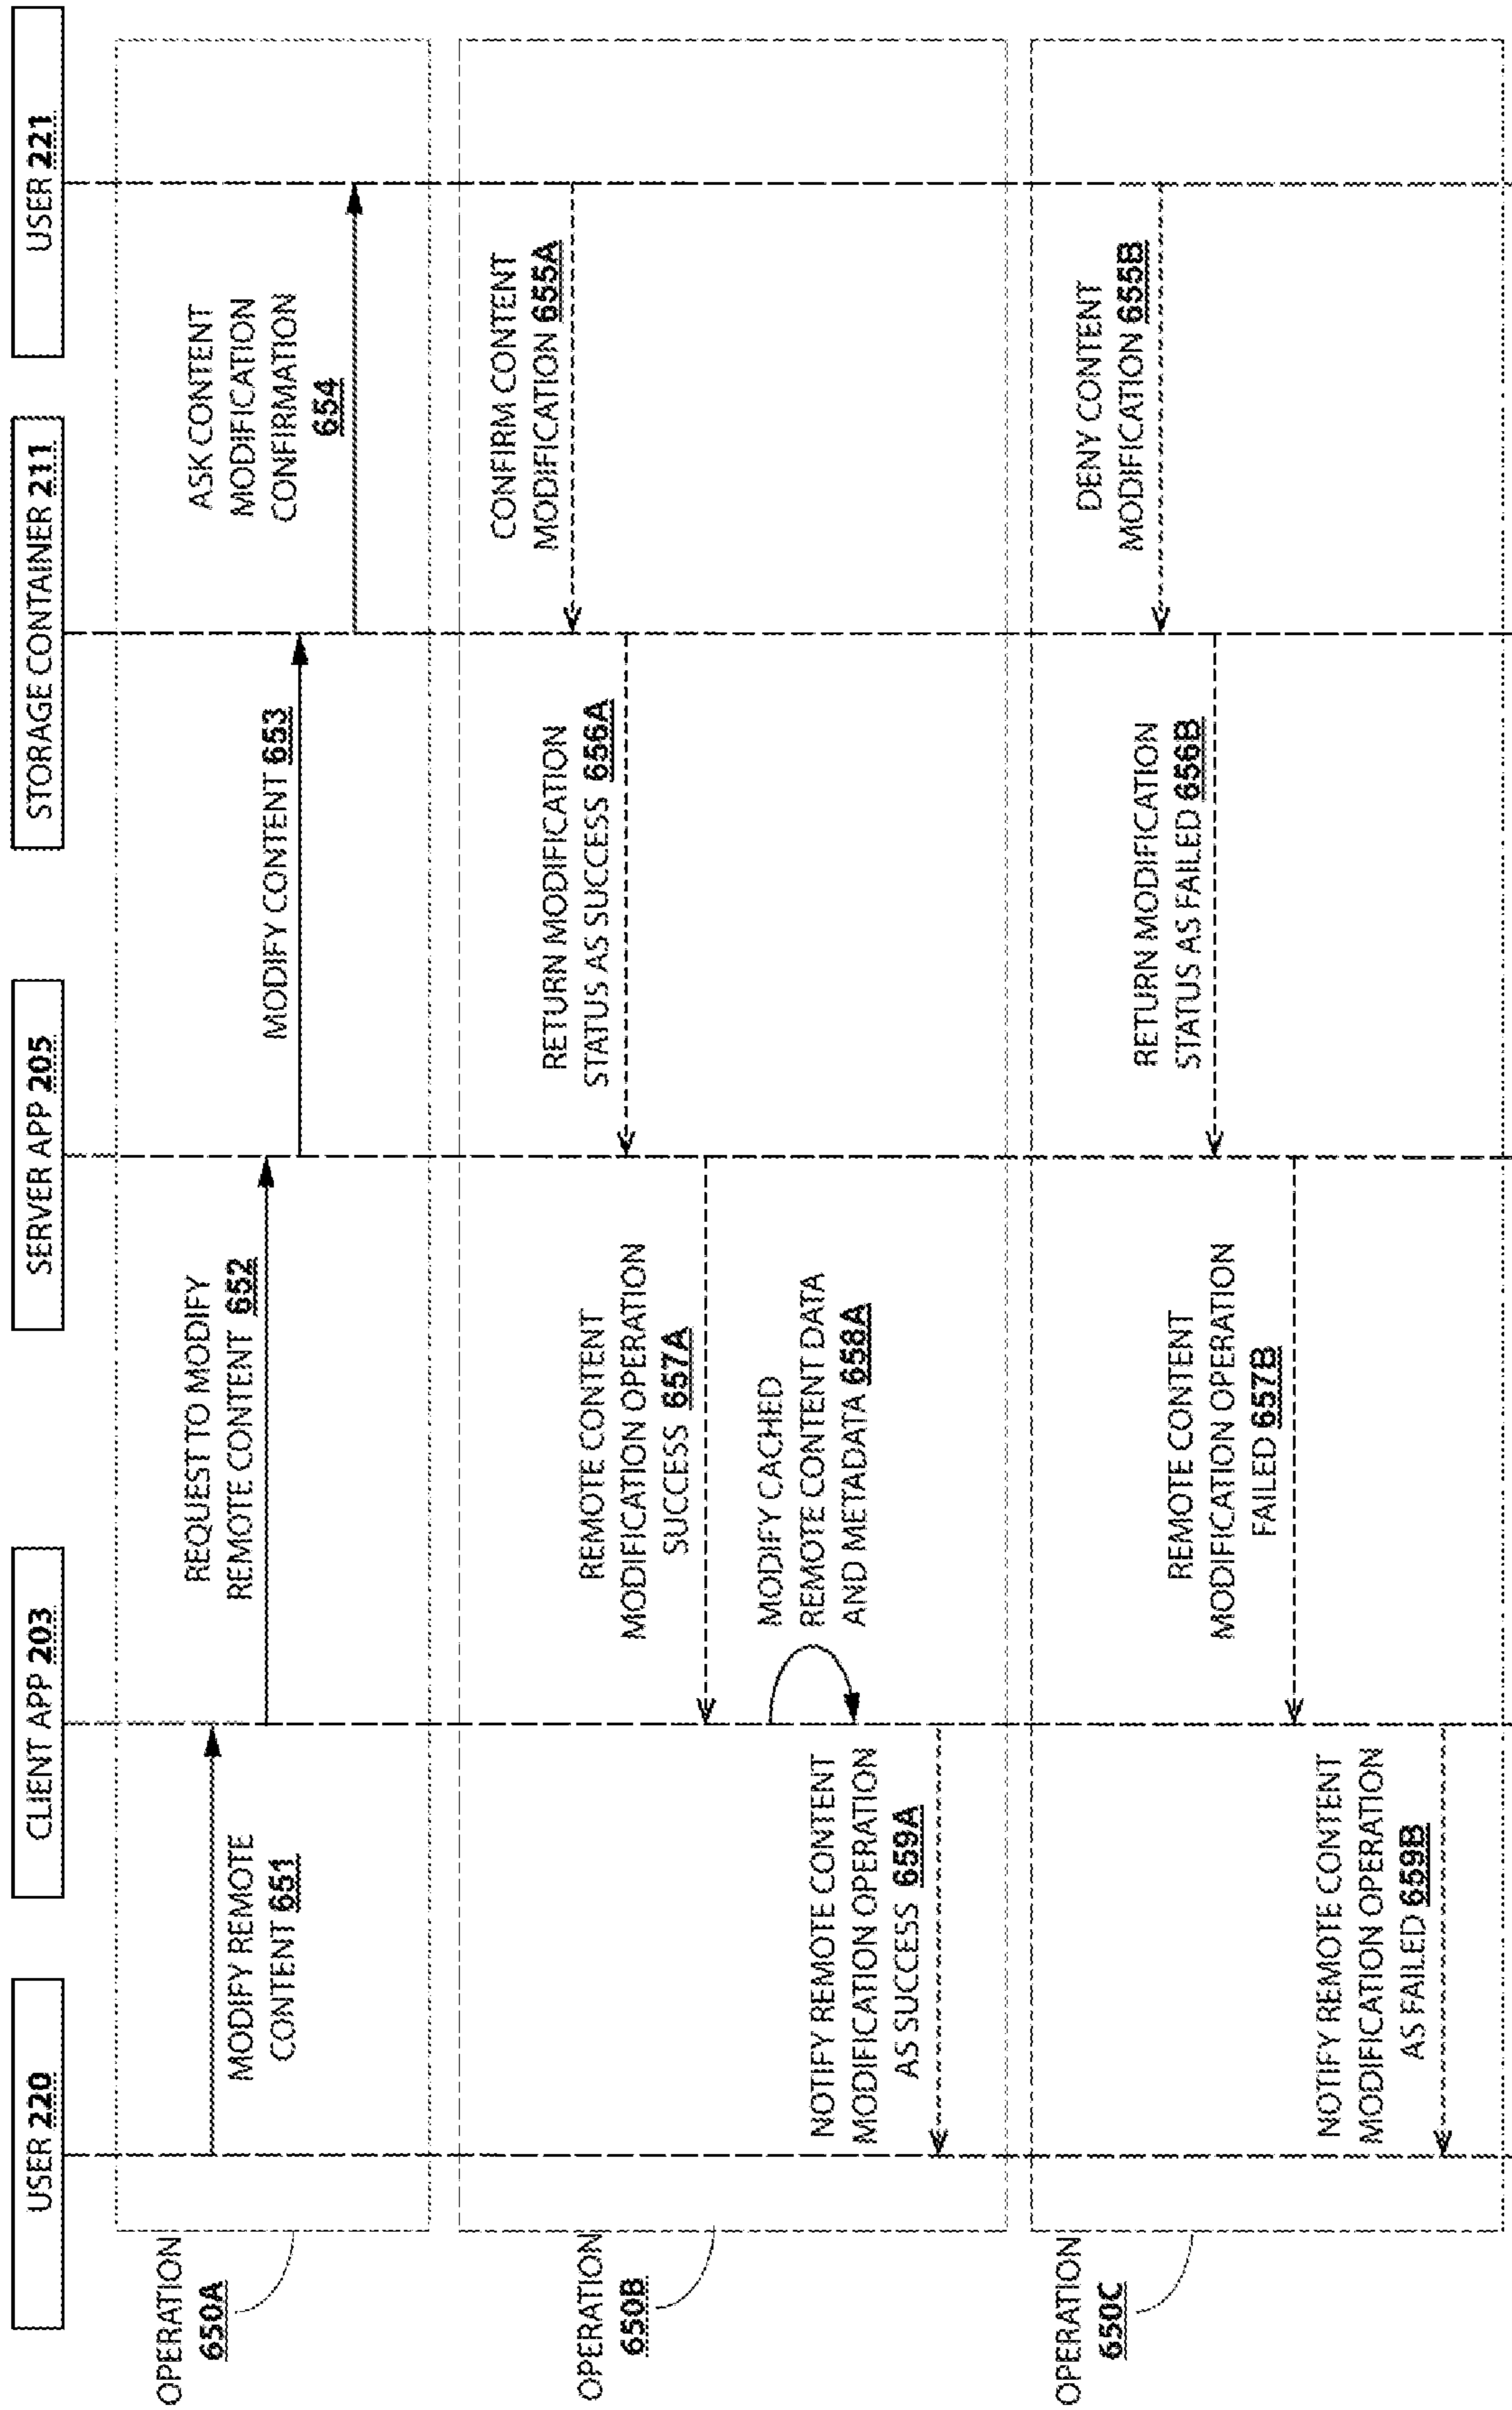 USER 220
CLIENT APP 203
SERVER APP 205
STORAGE CONTAINER 211
USER 221
OPERATION
650A
MODIFY REMOTE
CONTENT 651
REQUEST TO MODIFY
REMOTE CONTENT 652
MODIFY CONTENT 653
ASK CONTENT
MODIFICATION
CONFIRMATION
654
OPERATION
650B
CONFIRM CONTENT
MODIFICATION 655A
RETURN MODIFICATION
STATUS AS SUCCESS 656A
REMOTE CONTENT
MODIFICATION OPERATION
SUCCESS 657A
MODIFY CACHED
REMOTE CONTENT DATA
AND METADATA 658A
NOTIFY REMOTE CONTENT
MODIFICATION OPERATION
AS SUCCESS 659A
OPERATION
650C
DENY CONTENT
MODIFICATION 655B
RETURN MODIFICATION
STATUS AS FAILED 656B
REMOTE CONTENT
MODIFICATION OPERATION
FAILED 657B
NOTIFY REMOTE CONTENT
MODIFICATION OPERATION
AS FAILED 659B